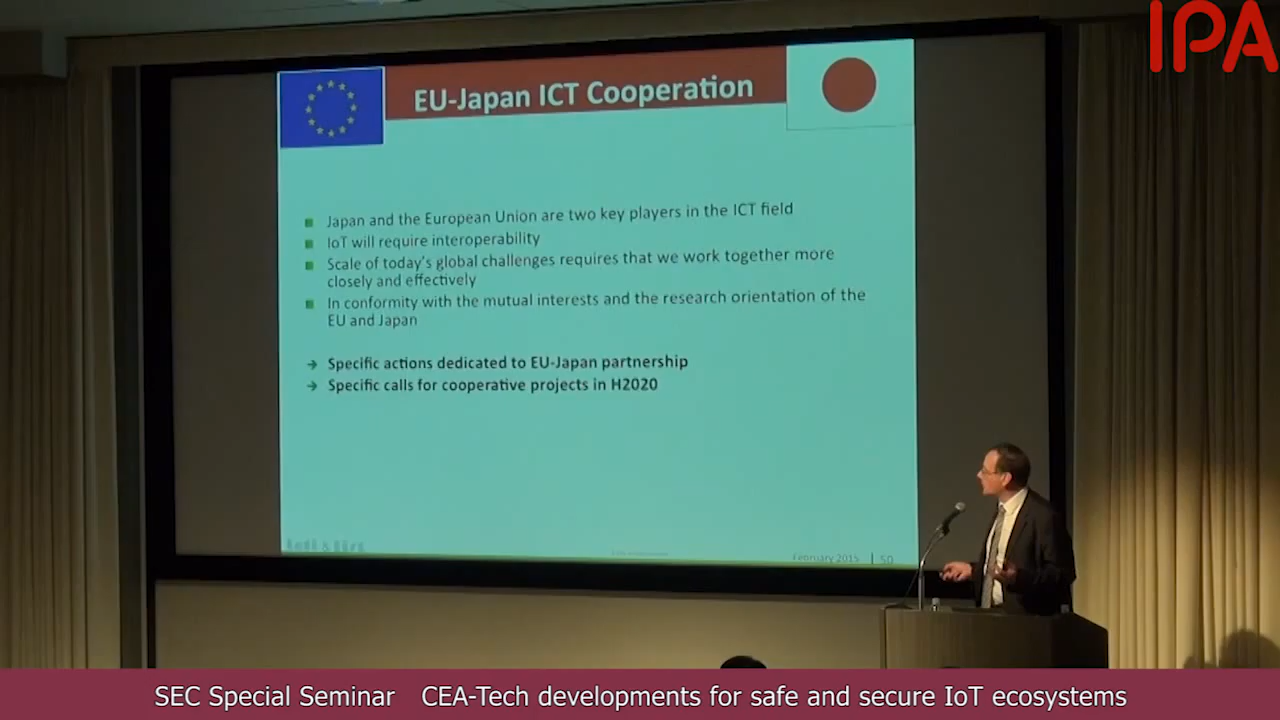 IPA
EU-Japan ICT Cooperation
Japan and the European Union are two key players in the ICT field
IoT will require interoperability
Scale of today's global challenges requires that we work together more
closely and effectively
In conformity with the mutual interests and the research orientation of the
EU and Japan
→ Specific actions dedicated to EU-Japan partnership
→ Specific calls for cooperative projects in H2020
February 2015 | 50
SEC Special Seminar CEA-Tech developments for safe and secure IoT ecosystems